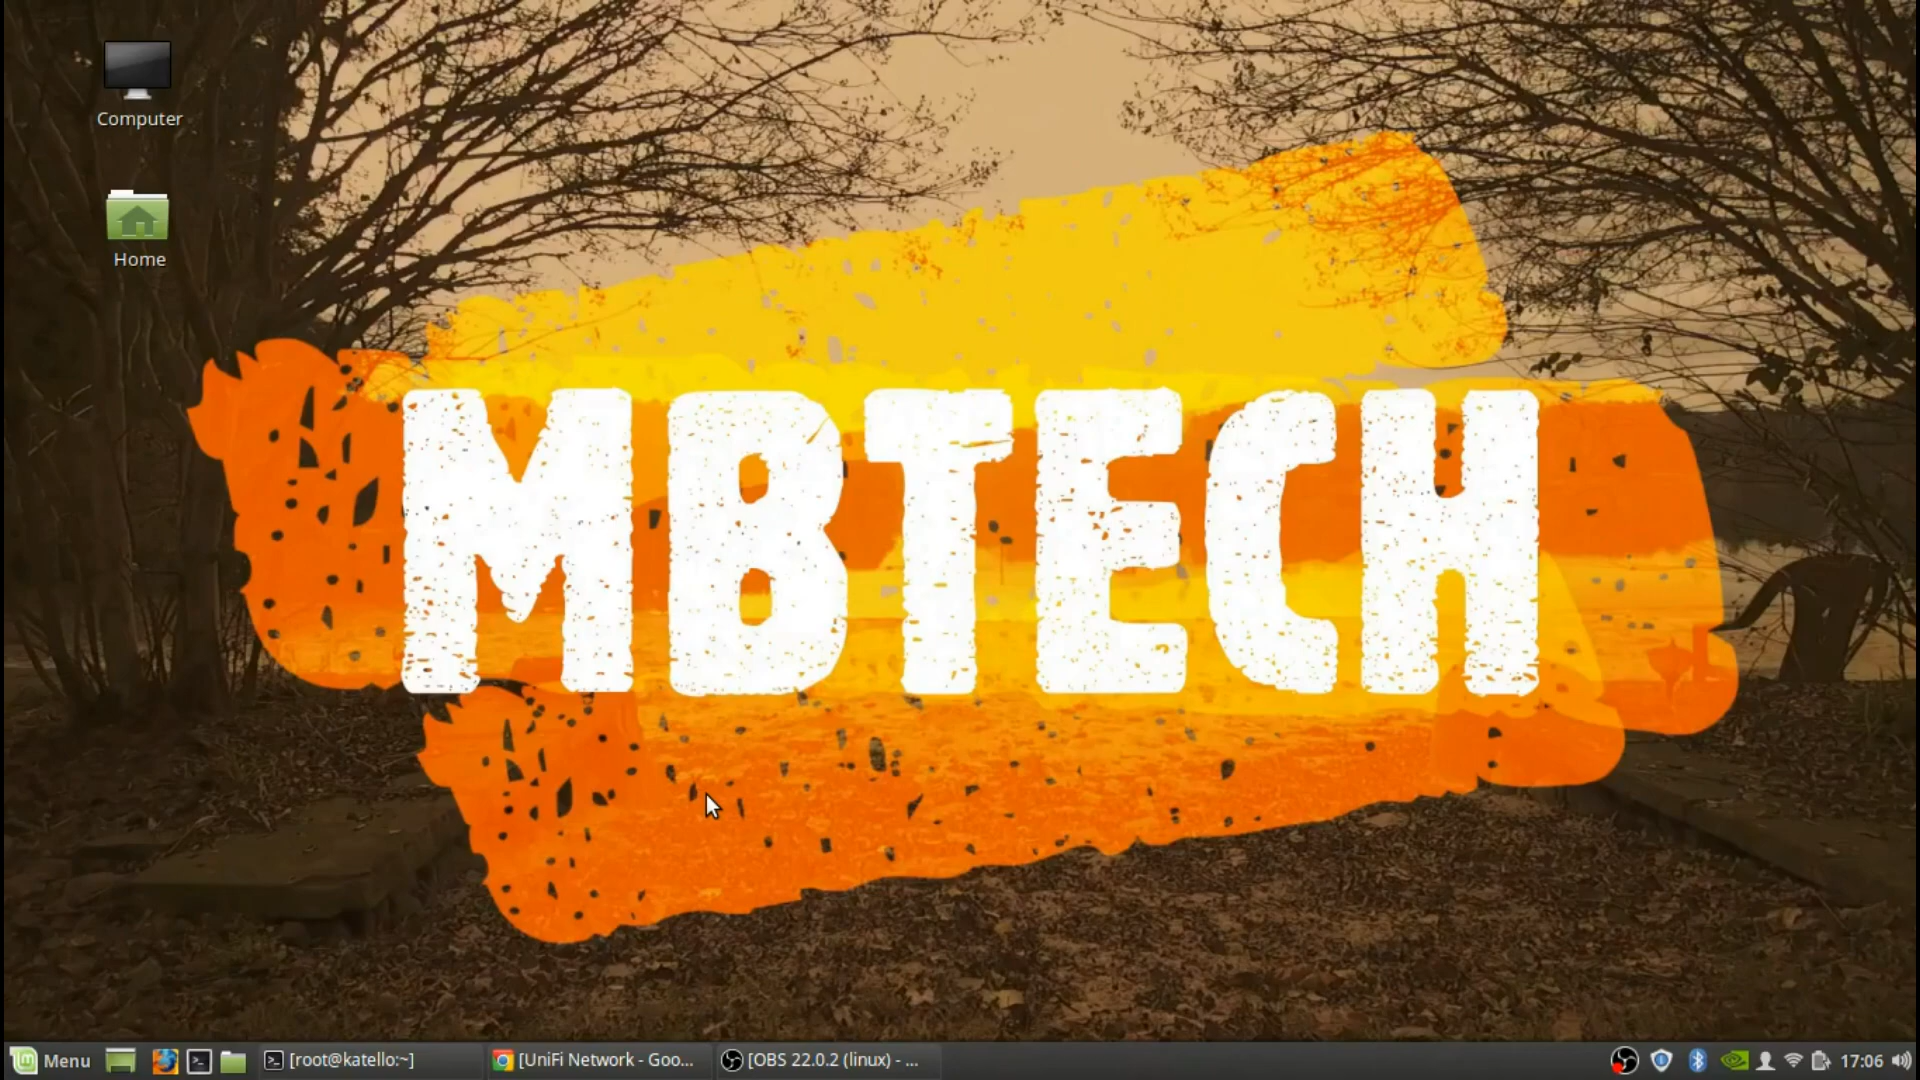 Computer
Home
MBTECH
Menu
[root@katello:~]
[UniFi Network - Goo...
[OBS 22.0.2 (linux) - ...
17:06